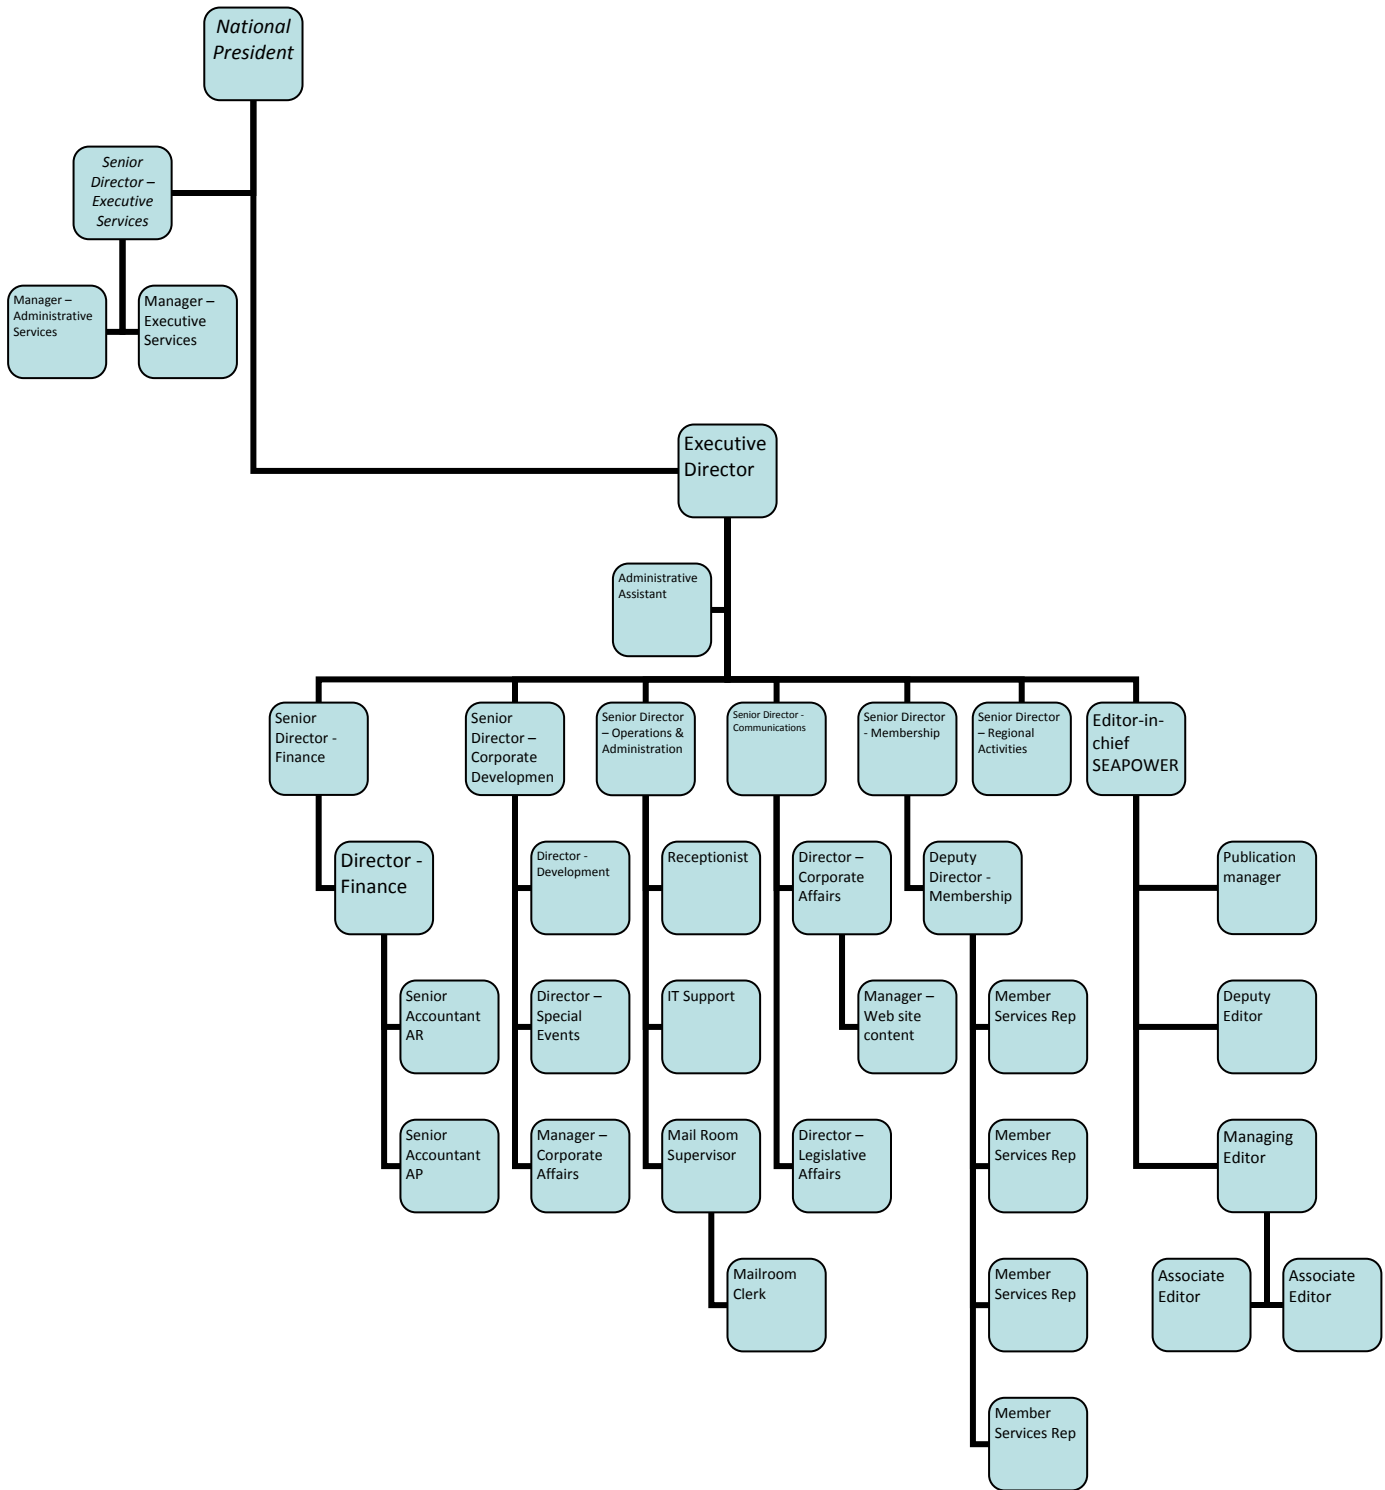 National
President
Senior
Director –
Executive
Services
Manager –
Administrative
Services
Manager –
Executive
Services
Executive
Director
Administrative
Assistant
Senior
Director -
Finance
Senior
Director –
Corporate
Developmen
Senior Director
– Operations &
Administration
Senior Director -
Communications
Senior Director
- Membership
Senior Director
– Regional
Activities
Editor-in-
chief
SEAPOWER
Director -
Finance
Director -
Development
Receptionist
Director –
Corporate
Affairs
Deputy
Director -
Membership
Publication
manager
Senior
Accountant
AR
Director –
Special
Events
IT Support
Manager –
Web site
content
Member
Services Rep
Deputy
Editor
Senior
Accountant
AP
Manager –
Corporate
Affairs
Mail Room
Supervisor
Director –
Legislative
Affairs
Member
Services Rep
Managing
Editor
Mailroom
Clerk
Member
Services Rep
Associate
Editor
Associate
Editor
Member
Services Rep